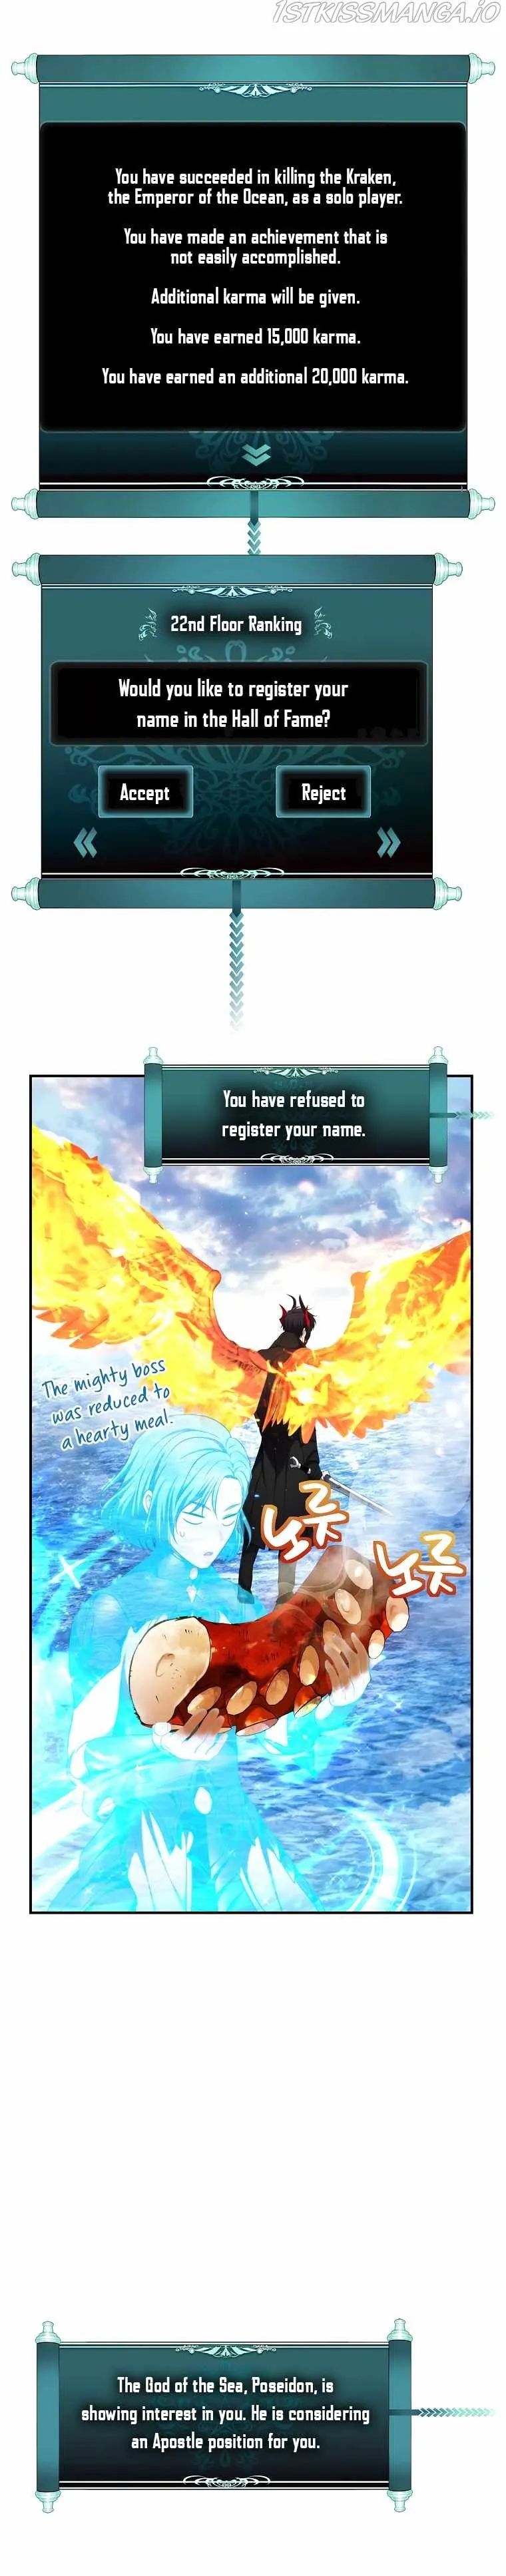 1STKISSMANGA.IO
You have succeeded in killing the Kraken,
the Emperor of the Ocean, as a solo player.
You have made an achievement that is
not easily accomplished.
Additional karma will be given.
You have earned 15,000 karma.
You have earned an additional 20,000 karma.
22nd Floor Ranking
Would you like to register your
name in the Hall of Fame?
Accept
Reject
You have refused to
register your name.
The mighty boss
was reduced to
a hearty meal.
노릇
노릇
The God of the Sea, Poseidon, is
showing interest in you. He is considering
an Apostle position for you.